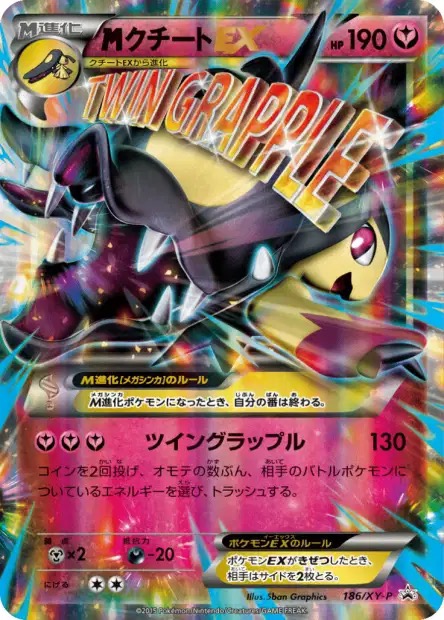 M進化
MクチートEX
HP 190
クチートEXから進化
TWIN GRAPPLE
M進化[メガシンカ]のルール
M進化ポケモンになったとき、自分の番は終わる。
ツイングラップル 130
コインを2回投げ、オモテの数ぶん、相手のバトルポケモンに
ついているエネルギーを選び、トラッシュする。
弱点 抵抗力
×2 -20
にげる
ポケモンEXのルール
ポケモンEXがきぜつしたとき、
相手はサイドを2枚とる。
Illus. 5ban Graphics
186/XY-P
©2015 Pokémon/Nintendo/Creatures/GAME FREAK.